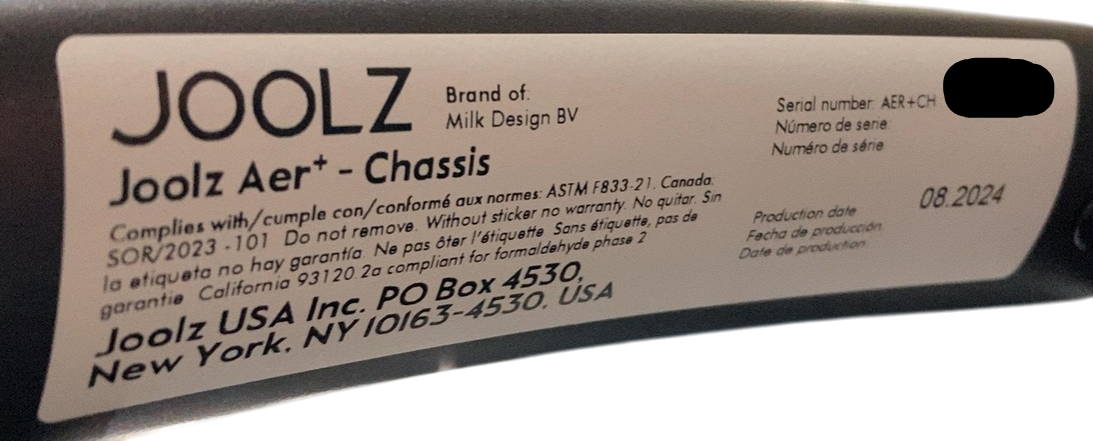 JOOLZ
Brand of:
Milk Design BV
Joolz Aer⁺ - Chassis
Complies with/cumple con/conformé aux normes: ASTM F833-21. Canada:
SOR/2023 -101 Do not remove. Without sticker no warranty. No quitar. Sin
la etiqueta no hay garantía. Ne pas ôter l'étiquette Sans étiquette, pas de
garantie California 93120.2a compliant for formaldehyde phase 2
Joolz USA Inc. PO Box 4530,
New York, NY 10163-4530, USA
Serial number: AER+CH
Número de serie:
Numéro de série
Production date
Fecha de producción
Date de production:
08.2024